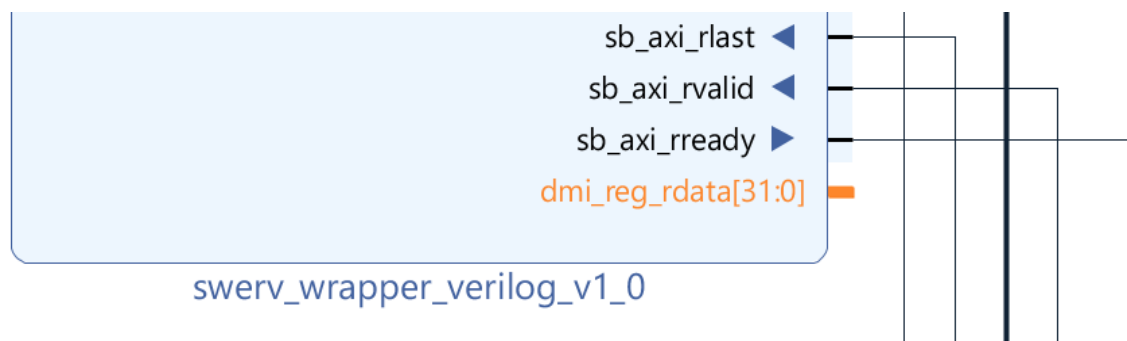 sb_axi_rlast
sb_axi_rvalid
sb_axi_rready
dmi_reg_rdata[31:0]
swerv_wrapper_verilog_v1_0